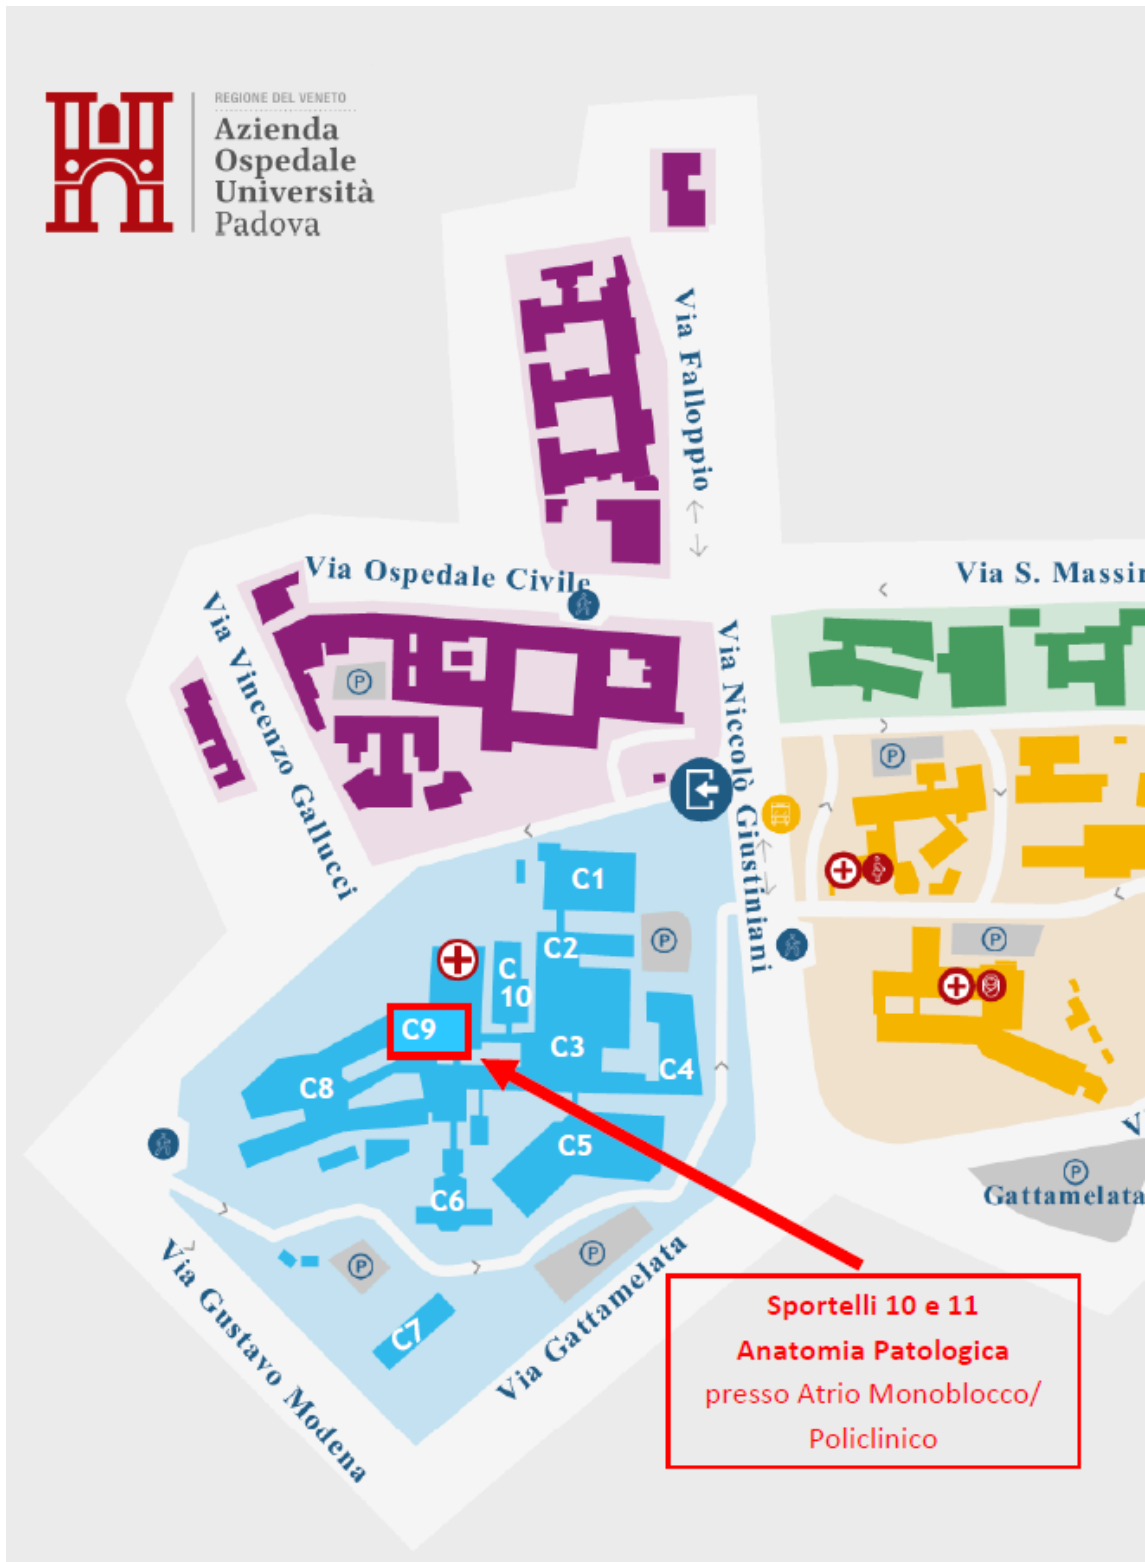 REGIONE DEL VENETO
Azienda
Ospedale
Università
Padova
Via Falloppio
Via Ospedale Civile
Via S. Massim
Via Vincenzo Gallucci
Via Niccolò Giustiniani
P
P
C1
C2
P
P
C
10
C9
C3
C4
C8
C5
C6
P
Gattamelata
P
P
C7
Via Gustavo Modena
Via Gattamelata
Sportelli 10 e 11
Anatomia Patologica
presso Atrio Monoblocco/
Policlinico